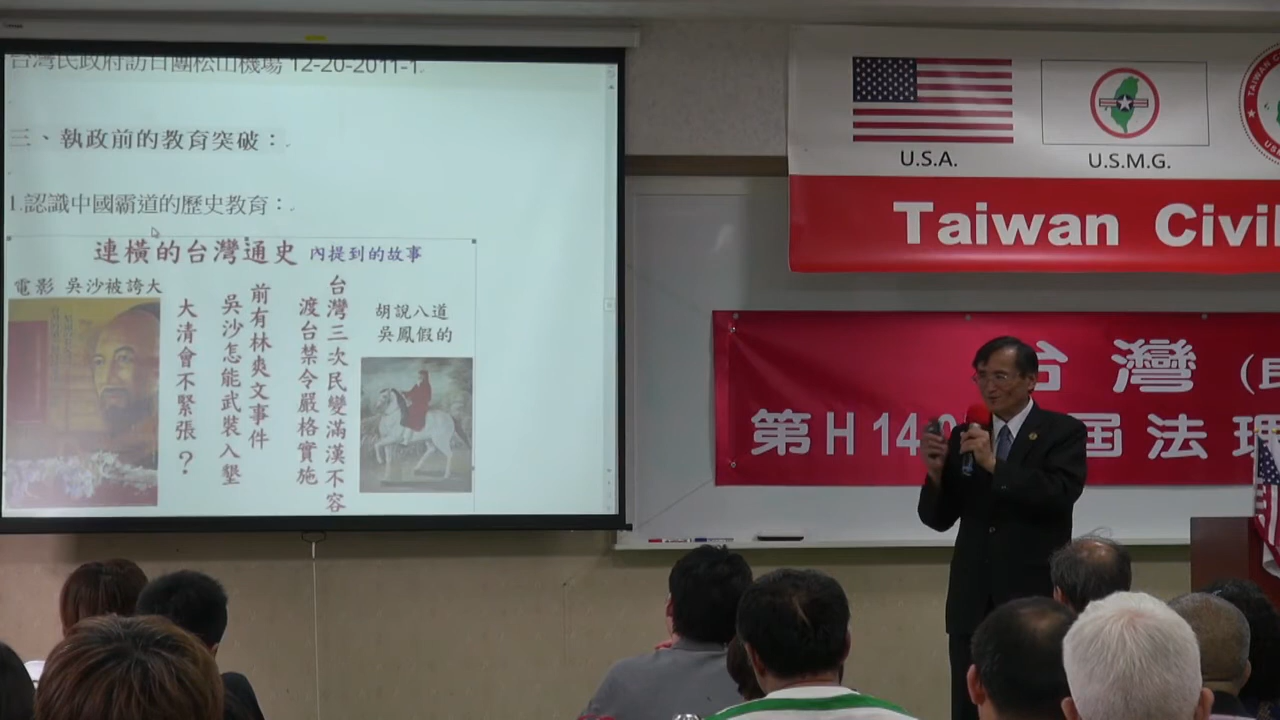 台灣民政府訪日團松山機場 12-20-2011-1
三、執政前的教育突破：
1.認識中國霸道的歷史教育：
連橫的台灣通史 內提到的故事
電影 吳沙被誇大
台灣三次民變滿漢不容
渡台禁令嚴格實施
前有林爽文事件
吳沙怎能武裝入墾
大清會不緊張？
胡說八道
吳鳳假的
U.S.A.
U.S.M.G.
TAIWAN C
Taiwan Civil
台灣(民
第H14 屆法理